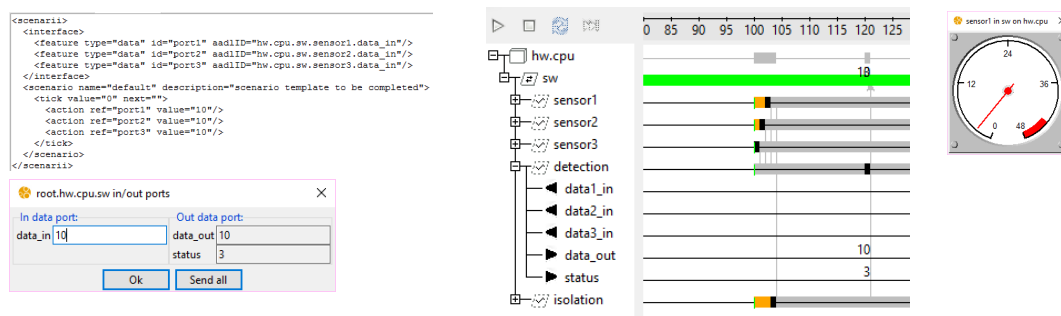 <scenarii>
<interface>
<feature type="data" id="port1" aadlID="hw.cpu.sw.sensor1.data_in"/>
<feature type="data" id="port2" aadlID="hw.cpu.sw.sensor2.data_in"/>
<feature type="data" id="port3" aadlID="hw.cpu.sw.sensor3.data_in"/>
</interface>
<scenario name="default" description="scenario template to be completed">
<tick value="0" next="">
<action ref="port1" value="10"/>
<action ref="port2" value="10"/>
<action ref="port3" value="10"/>
</tick>
</scenario>
</scenarii>
root.hw.cpu.sw in/out ports
In data port:
Out data port:
data_in 10
data_out 10
status 3
Ok
Send all
0 85 90 95 100 105 110 115 120 125
hw.cpu
sw
sensor1
sensor2
sensor3
detection
data1_in
data2_in
data3_in
data_out 10
status 3
isolation
sensor1 in sw on hw.cpu
24
12 36
0 48